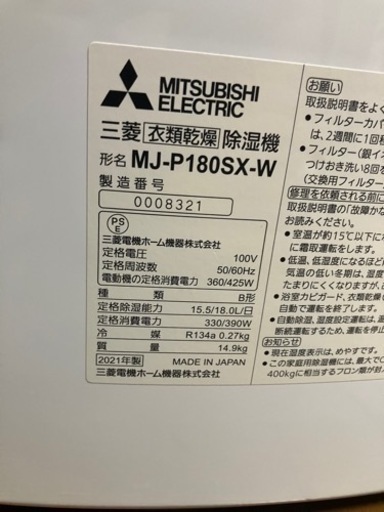 MITSUBISHI
ELECTRIC
三菱 衣類乾燥 除湿機
形名 MJ-P180SX-W
製造番号
0008321
PS
E
三菱電機ホーム機器株式会社
定格電圧 100V
定格周波数 50/60Hz
電動機の定格消費電力 360/425W
種類 B形
定格除湿能力 15.5/18.0L/日
定格消費電力 330/390W
冷媒 R134a 0.27kg
質量 14.9kg
2021年製 MADE IN JAPAN
三菱電機ホーム機器株式会社
お願い
取扱説明書をよく
●フィルターカバ
は、2週間に1回程
●フィルター(銀イオ
つけおき洗い8回を
(交換用フィルター
修理を依頼される前に
取扱説明書の「故障かな
お読みください。
●室温が約15℃以下にな
に霜取運転をします。
●低温、低湿度になるほど
気温の低い冬期は、
たまりにくくなりますが、
●浴室カビガード、衣類乾燥
自動で運転を終了します。
●自動除湿、湿度設定運転は、
断続運転するため、運転を停
お知らせ
●現在湿度表示は、めやすです。
●この家庭用除湿機には、最大でC
400kgに相当するフロン類が封